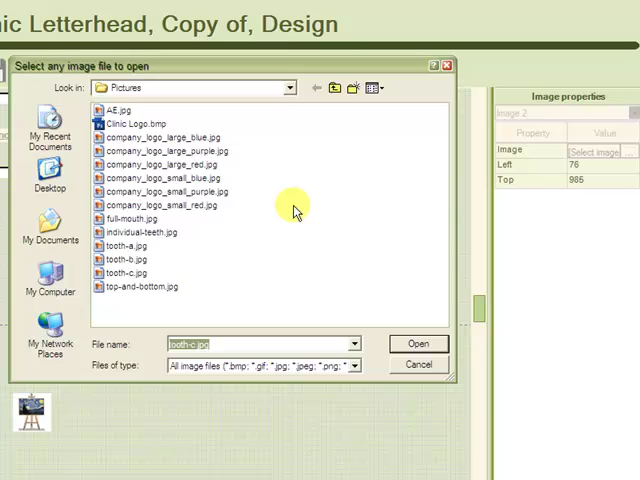 nic Letterhead, Copy of, Design
Select any image file to open
Look in: Pictures
My Recent
Documents
Desktop
My Documents
My Computer
My Network
Places
AE.jpg
Clinic Logo.bmp
company_logo_large_blue.jpg
company_logo_large_purple.jpg
company_logo_large_red.jpg
company_logo_small_blue.jpg
company_logo_small_purple.jpg
company_logo_small_red.jpg
full-mouth.jpg
individual-teeth.jpg
tooth-a.jpg
tooth-b.jpg
tooth-c.jpg
top-and-bottom.jpg
File name: tooth-c.jpg Open
Files of type: All image files (*.bmp; *.gif; *.jpg; *.jpeg; *.png; * Cancel
Image properties
Image 2
Property Value
Image [Select image ...
Left 76
Top 985